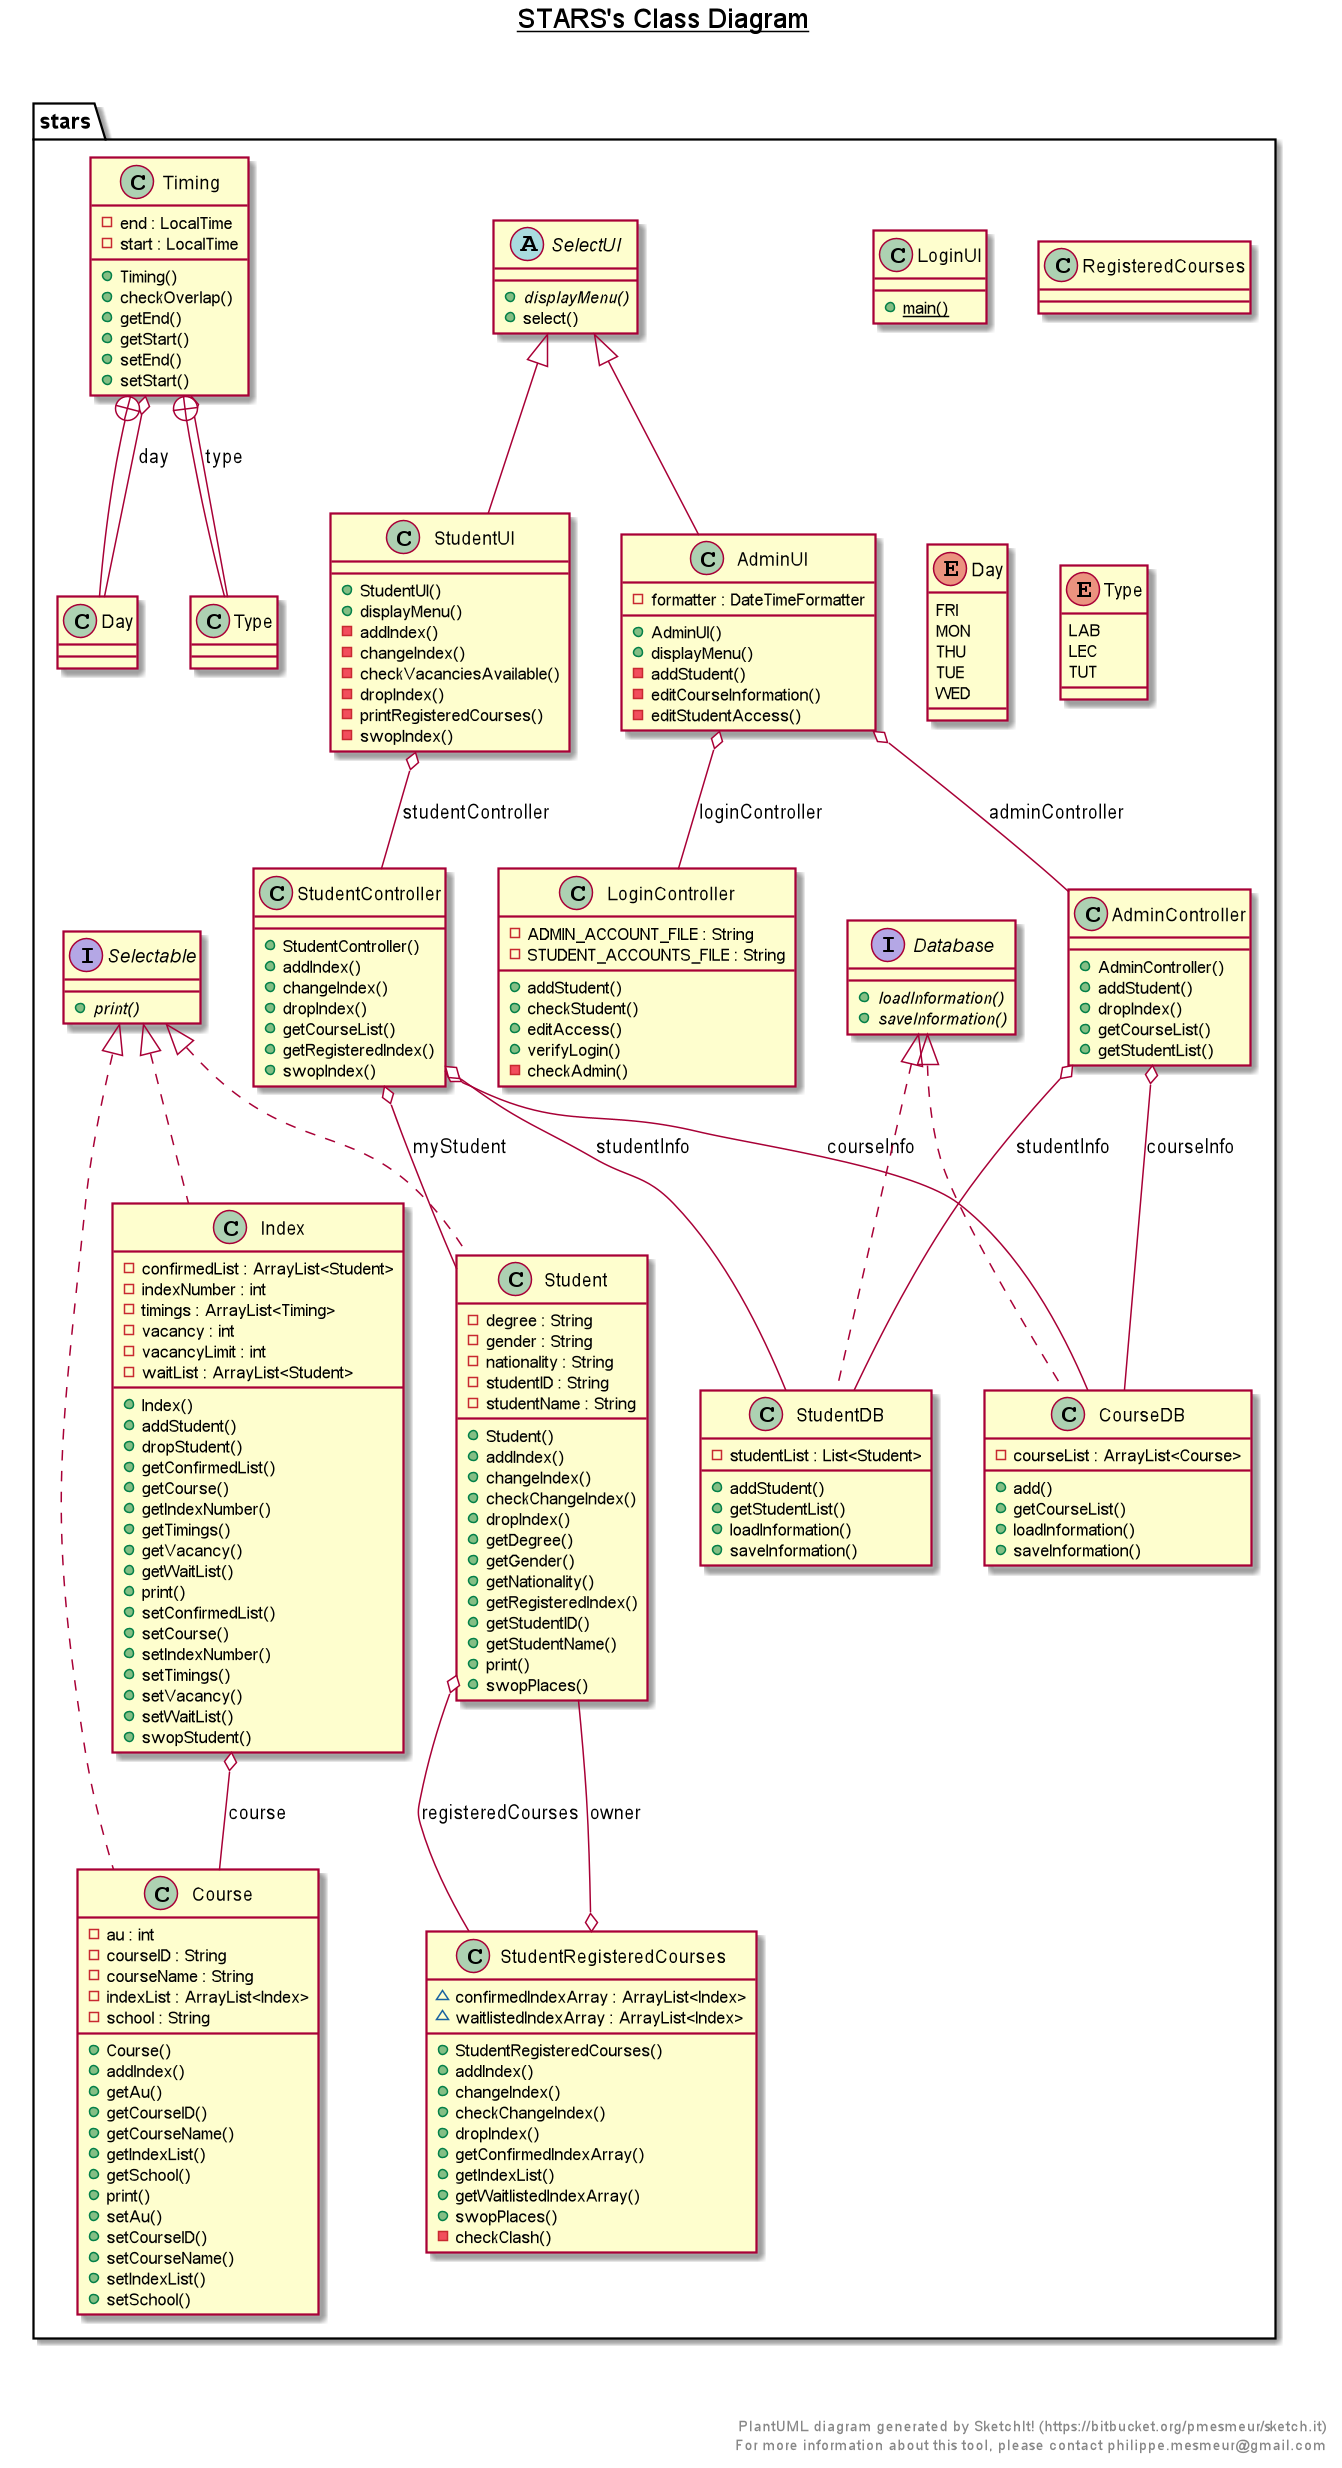 STARS's Class Diagram
stars
C Timing
end : LocalTime
start : LocalTime
Timing()
checkOverlap()
getEnd()
getStart()
setEnd()
setStart()
A SelectUI
displayMenu()
select()
C LoginUI
main()
C RegisteredCourses
day
type
C Day
C Type
C StudentUI
StudentUI()
displayMenu()
addIndex()
changeIndex()
checkVacanciesAvailable()
dropIndex()
printRegisteredCourses()
swopIndex()
C AdminUI
formatter : DateTimeFormatter
AdminUI()
displayMenu()
addStudent()
editCourseInformation()
editStudentAccess()
E Day
FRI
MON
THU
TUE
WED
E Type
LAB
LEC
TUT
studentController
loginController
adminController
I Selectable
print()
C StudentController
StudentController()
addIndex()
changeIndex()
dropIndex()
getCourseList()
getRegisteredIndex()
swopIndex()
C LoginController
ADMIN_ACCOUNT_FILE : String
STUDENT_ACCOUNTS_FILE : String
addStudent()
checkStudent()
editAccess()
verifyLogin()
checkAdmin()
I Database
loadInformation()
saveInformation()
C AdminController
AdminController()
addStudent()
dropIndex()
getCourseList()
getStudentList()
myStudent
studentInfo
courseInfo
studentInfo
courseInfo
C Index
confirmedList : ArrayList<Student>
indexNumber : int
timings : ArrayList<Timing>
vacancy : int
vacancyLimit : int
waitList : ArrayList<Student>
Index()
addStudent()
dropStudent()
getConfirmedList()
getCourse()
getIndexNumber()
getTimings()
getVacancy()
getWaitList()
print()
setConfirmedList()
setCourse()
setIndexNumber()
setTimings()
setVacancy()
setWaitList()
swopStudent()
C Student
degree : String
gender : String
nationality : String
studentID : String
studentName : String
Student()
addIndex()
changeIndex()
checkChangeIndex()
dropIndex()
getDegree()
getGender()
getNationality()
getRegisteredIndex()
getStudentID()
getStudentName()
print()
swopPlaces()
C StudentDB
studentList : List<Student>
addStudent()
getStudentList()
loadInformation()
saveInformation()
C CourseDB
courseList : ArrayList<Course>
add()
getCourseList()
loadInformation()
saveInformation()
course
registeredCourses
owner
C Course
au : int
courseID : String
courseName : String
indexList : ArrayList<Index>
school : String
Course()
addIndex()
getAu()
getCourseID()
getCourseName()
getIndexList()
getSchool()
print()
setAu()
setCourseID()
setCourseName()
setIndexList()
setSchool()
C StudentRegisteredCourses
confirmedIndexArray : ArrayList<Index>
waitlistedIndexArray : ArrayList<Index>
StudentRegisteredCourses()
addIndex()
changeIndex()
checkChangeIndex()
dropIndex()
getConfirmedIndexArray()
getIndexList()
getWaitlistedIndexArray()
swopPlaces()
checkClash()
PlantUML diagram generated by SketchIt! (https://bitbucket.org/pmesmeur/sketch.it)
For more information about this tool, please contact philippe.mesmeur@gmail.com